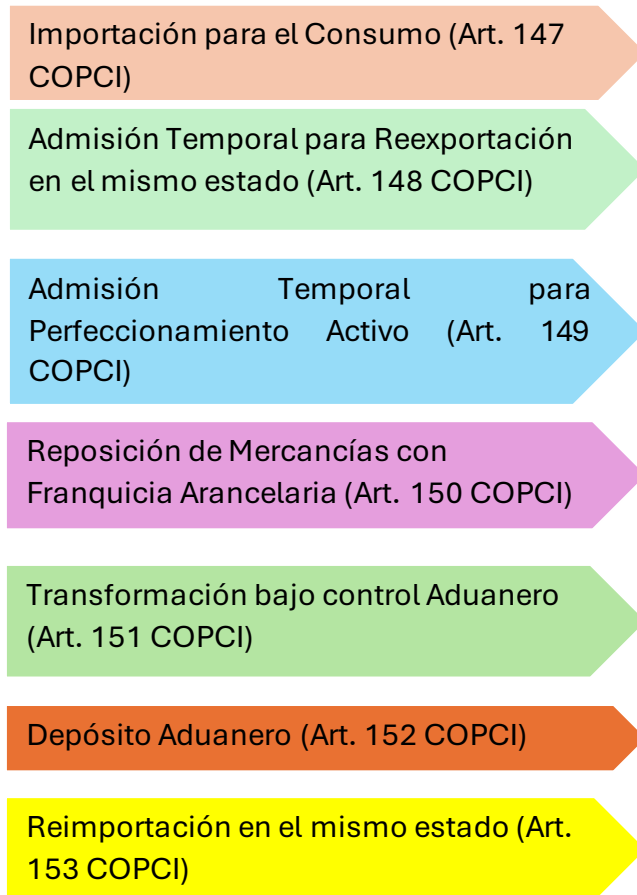 Importación para el Consumo (Art. 147
COPCI)
Admisión Temporal para Reexportación
en el mismo estado (Art. 148 COPCI)
Admisión Temporal para
Perfeccionamiento Activo (Art. 149
COPCI)
Reposición de Mercancías con
Franquicia Arancelaria (Art. 150 COPCI)
Transformación bajo control Aduanero
(Art. 151 COPCI)
Depósito Aduanero (Art. 152 COPCI)
Reimportación en el mismo estado (Art.
153 COPCI)